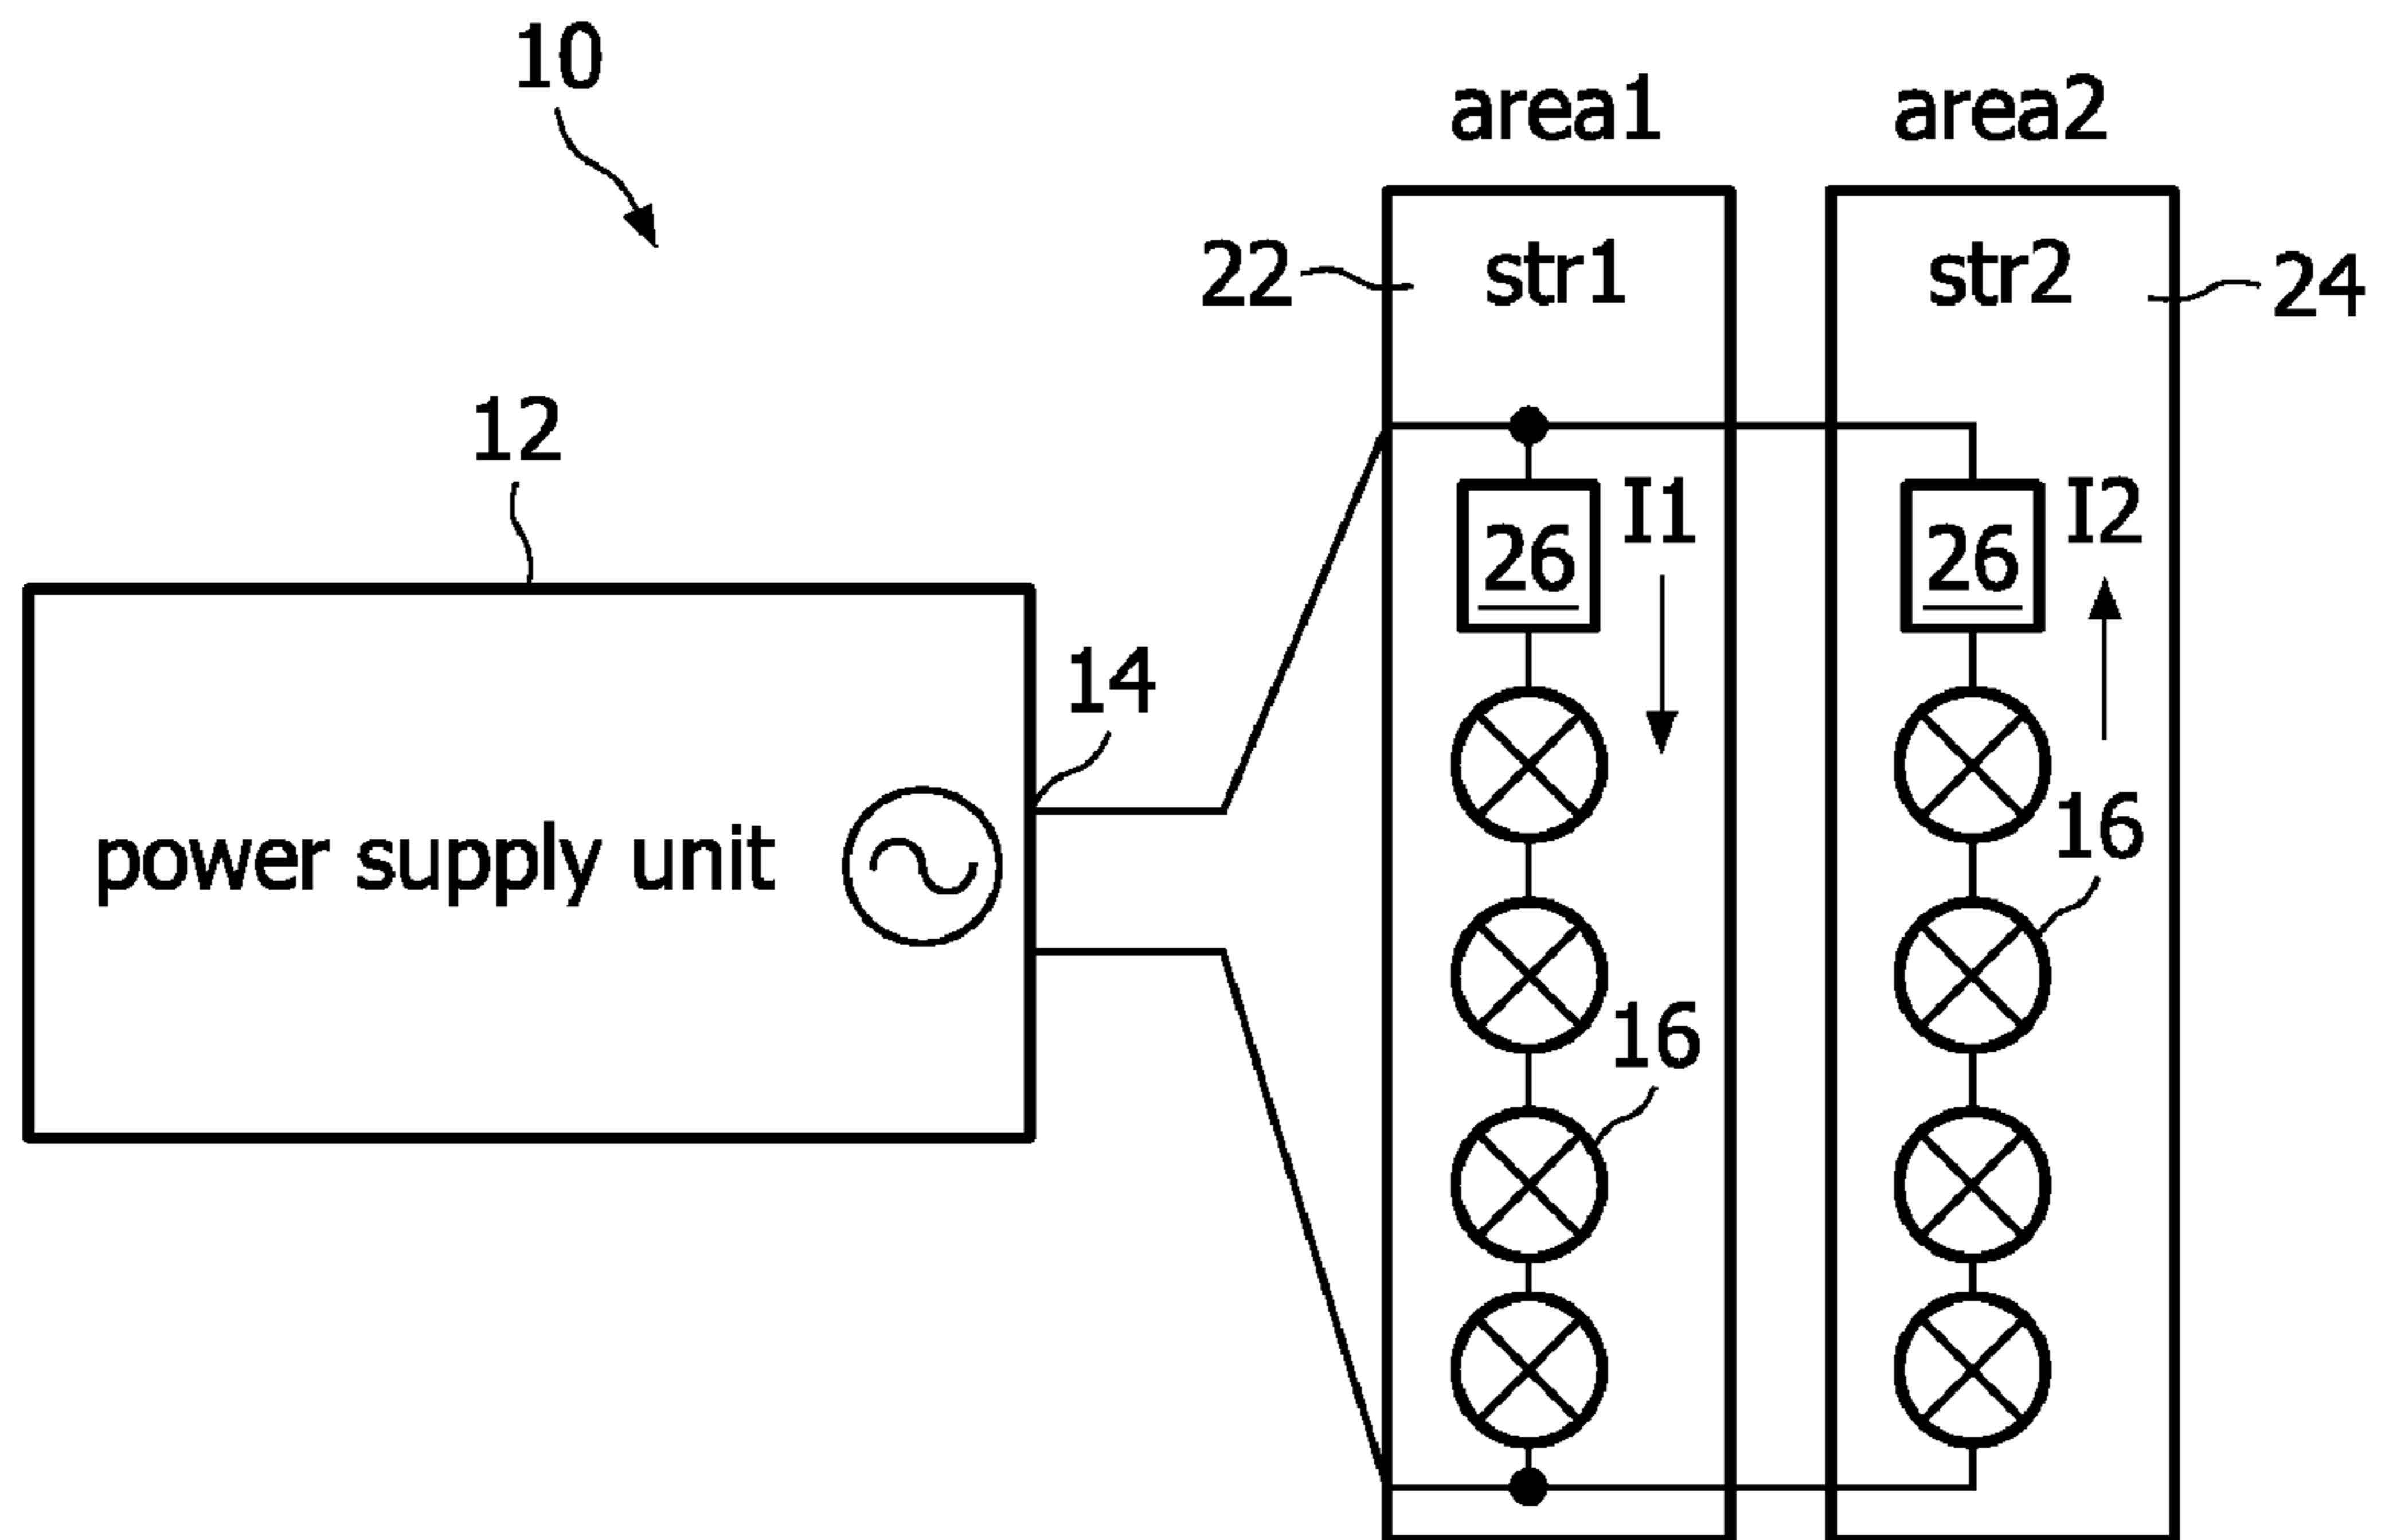 10
area1 area2
22 str1 str2 24
12
26 I1 26 I2
14
power supply unit
16
16